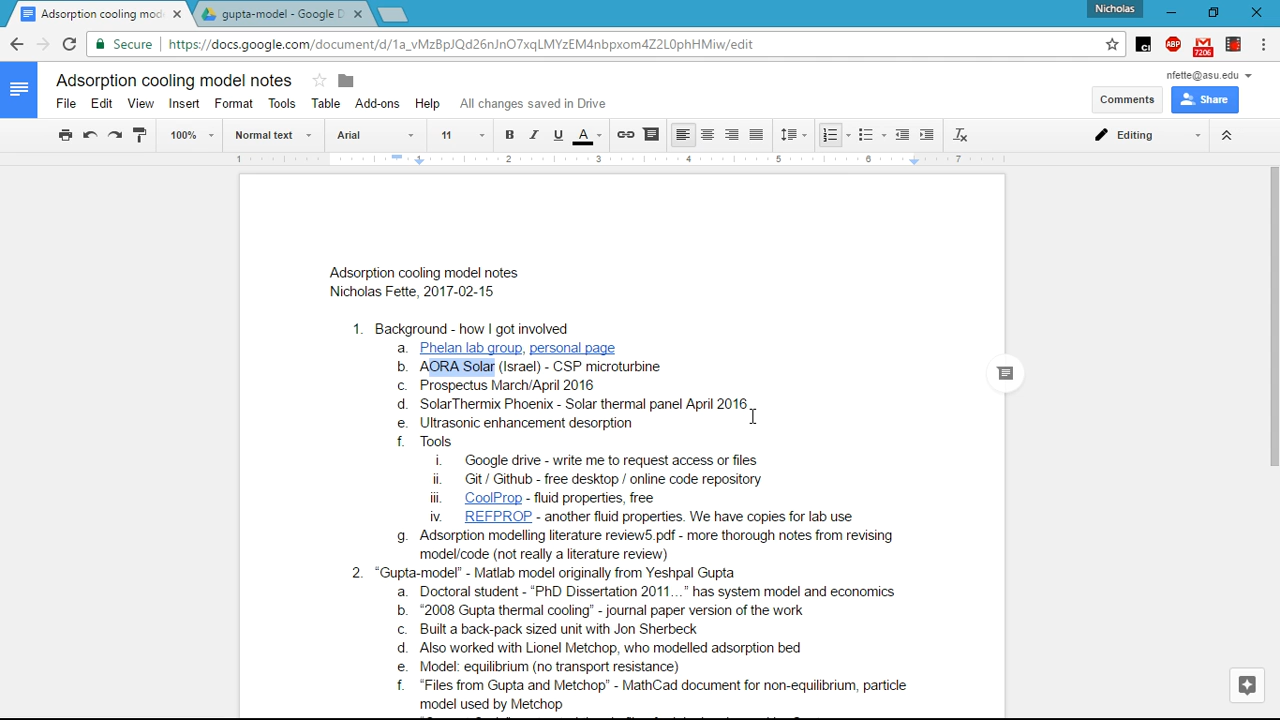 Adsorption cooling mod
gupta-model - Google D
Nicholas
Secure
https://docs.google.com/document/d/1a_vMzBpJQd26nJnO7xqLMYzEM4nbpxom4Z2L0phHMiw/edit
ABP
7206
Adsorption cooling model notes
nfette@asu.edu
File Edit View Insert Format Tools Table Add-ons Help All changes saved in Drive
Comments
Share
100% Normal text Arial 11 B I U A Editing
1 1 2 3 4 5 6 7
Adsorption cooling model notes
Nicholas Fette, 2017-02-15
1. Background - how I got involved
a. Phelan lab group, personal page
b. AORA Solar (Israel) - CSP microturbine
c. Prospectus March/April 2016
d. SolarThermix Phoenix - Solar thermal panel April 2016
e. Ultrasonic enhancement desorption
f. Tools
i. Google drive - write me to request access or files
ii. Git / Github - free desktop / online code repository
iii. CoolProp - fluid properties, free
iv. REFPROP - another fluid properties. We have copies for lab use
g. Adsorption modelling literature review5.pdf - more thorough notes from revising
model/code (not really a literature review)
2. “Gupta-model” - Matlab model originally from Yeshpal Gupta
a. Doctoral student - “PhD Dissertation 2011...” has system model and economics
b. “2008 Gupta thermal cooling” - journal paper version of the work
c. Built a back-pack sized unit with Jon Sherbeck
d. Also worked with Lionel Metchop, who modelled adsorption bed
e. Model: equilibrium (no transport resistance)
f. “Files from Gupta and Metchop” - MathCad document for non-equilibrium, particle
model used by Metchop